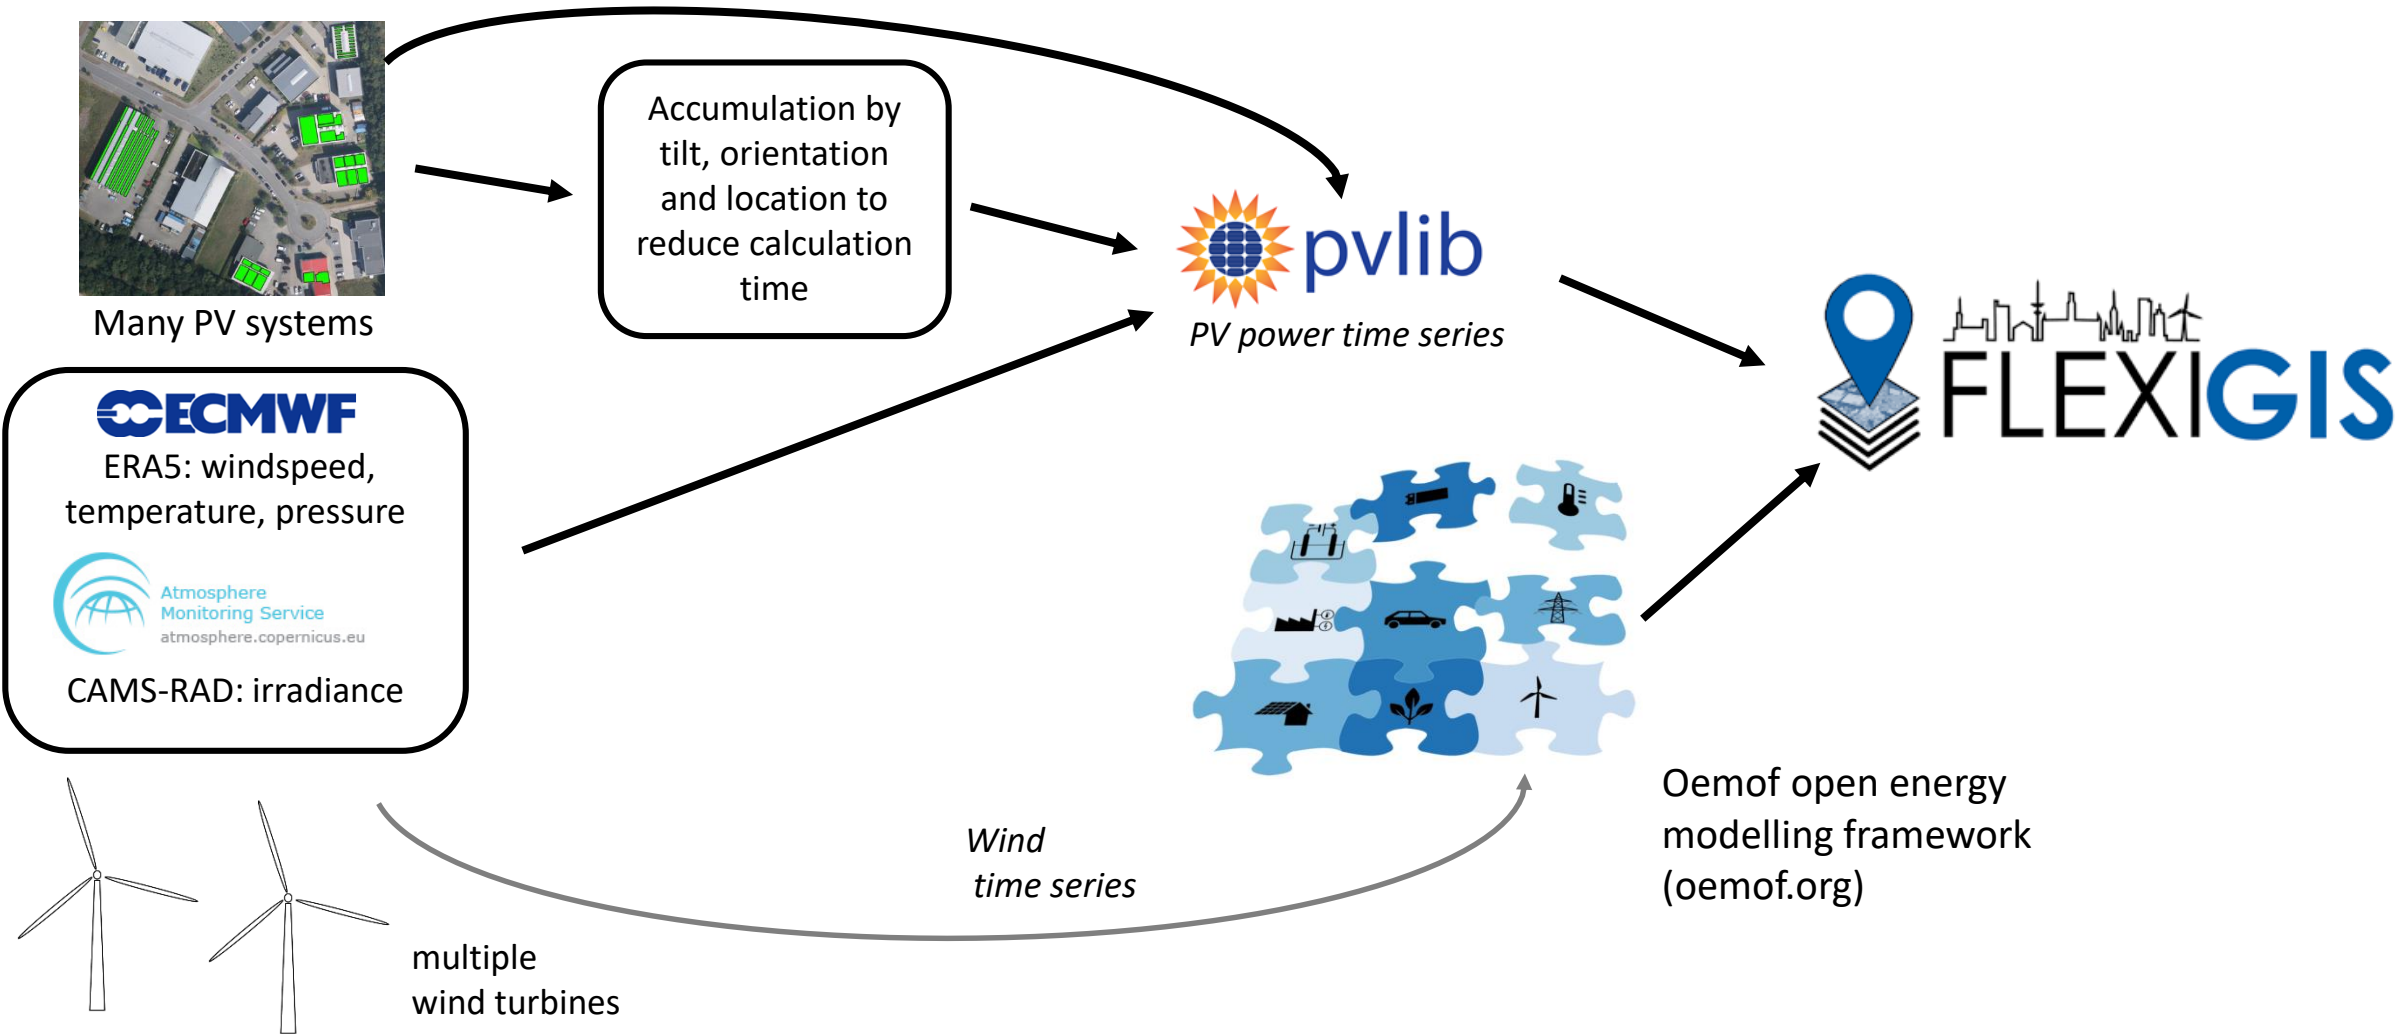 Many PV systems
Accumulation by
tilt, orientation
and location to
reduce calculation
time
pvlib
PV power time series
ECMWF
ERA5: windspeed,
temperature, pressure
Atmosphere
Monitoring Service
atmosphere.copernicus.eu
CAMS-RAD: irradiance
FLEXIGIS
Wind
time series
Oemof open energy
modelling framework
(oemof.org)
multiple
wind turbines